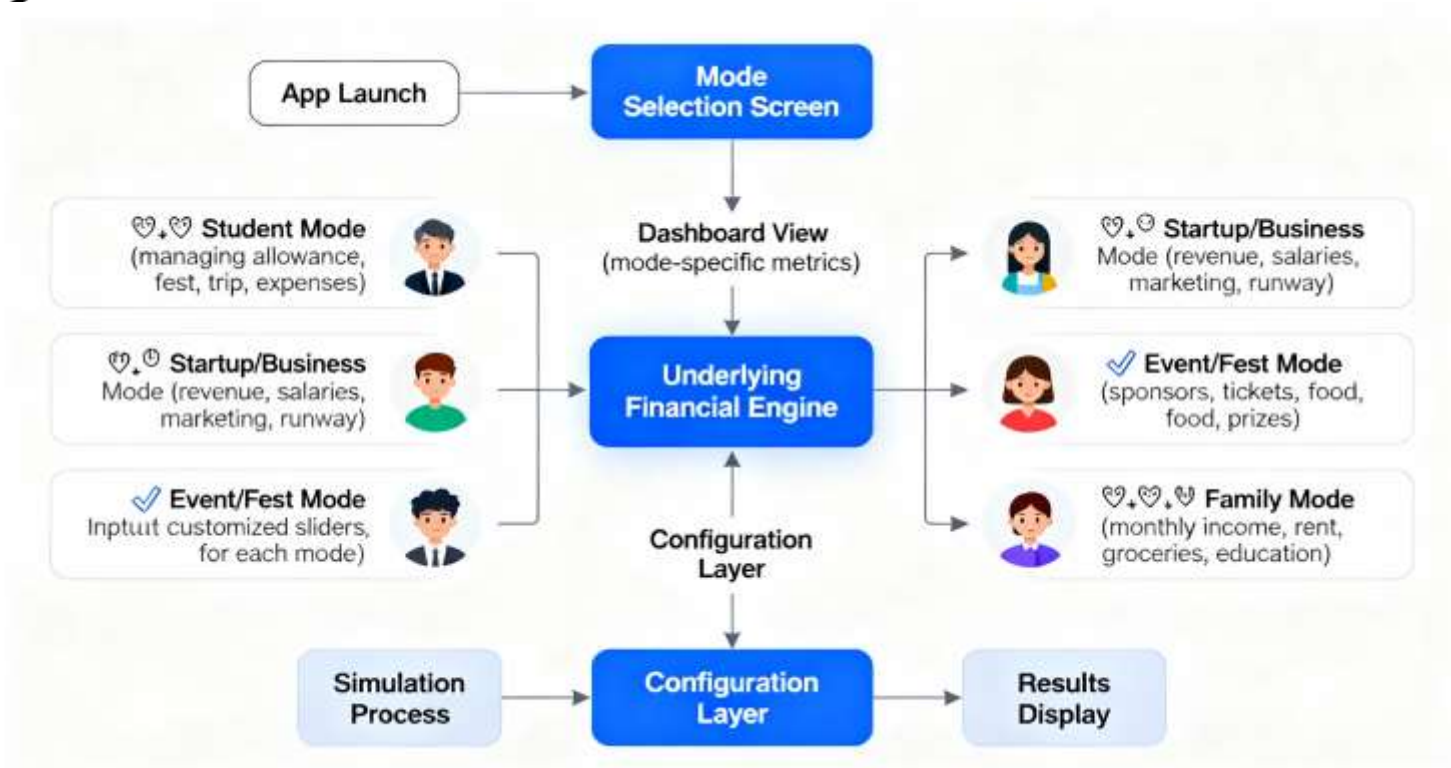 App Launch
Mode
Selection Screen
Student Mode
(managing allowance,
fest, trip, expenses)
Dashboard View
(mode-specific metrics)
Startup/Business
Mode (revenue, salaries,
marketing, runway)
Startup/Business
Mode (revenue, salaries,
marketing, runway)
Underlying
Financial Engine
Event/Fest Mode
(sponsors, tickets, food,
food, prizes)
Event/Fest Mode
Inptuıt customized sliders,
for each mode)
Configuration
Layer
Family Mode
(monthly income, rent,
groceries, education)
Simulation
Process
Configuration
Layer
Results
Display